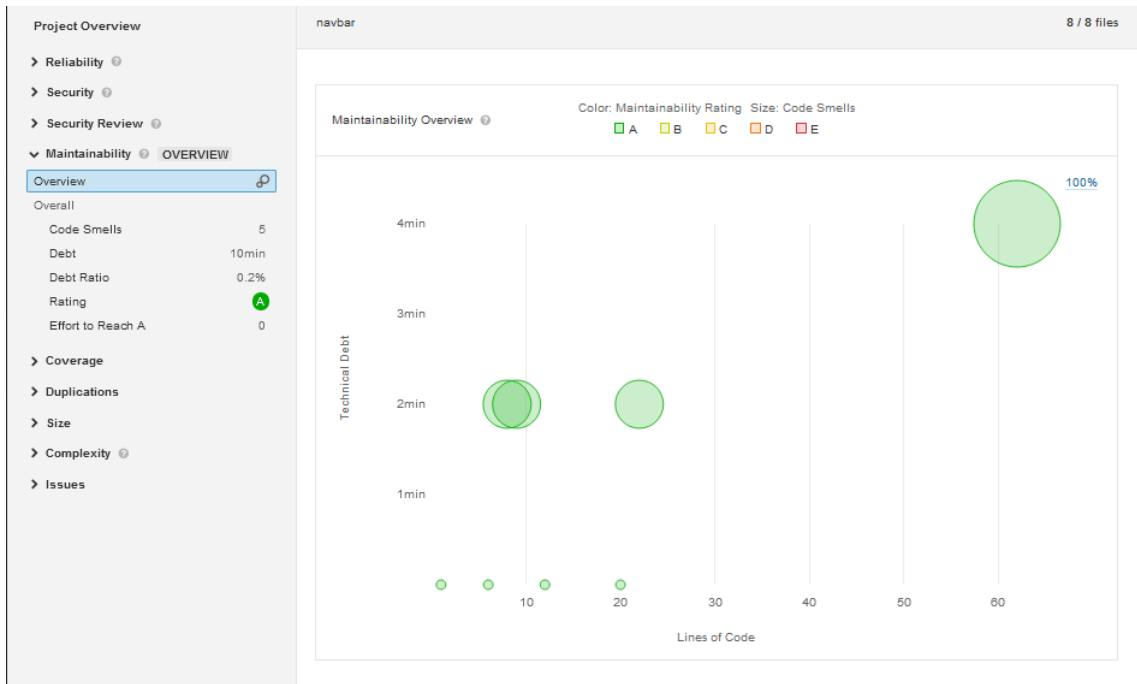 Project Overview
Reliability
Security
Security Review
Maintainability OVERVIEW
Overview
Overall
Code Smells 5
Debt 10min
Debt Ratio 0.2%
Rating A
Effort to Reach A 0
Coverage
Duplications
Size
Complexity
Issues
navbar 8 / 8 files
Maintainability Overview
Color: Maintainability Rating Size: Code Smells
A B C D E
100%
4min
3min
2min
1min
Technical Debt
10 20 30 40 50 60
Lines of Code